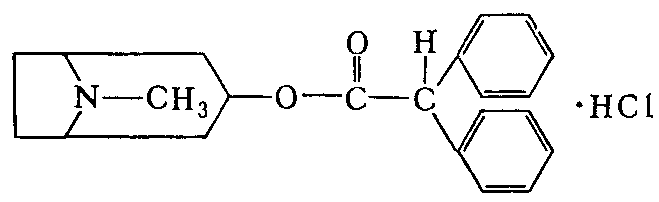 O H
N—CH₃ O C C ·HCl